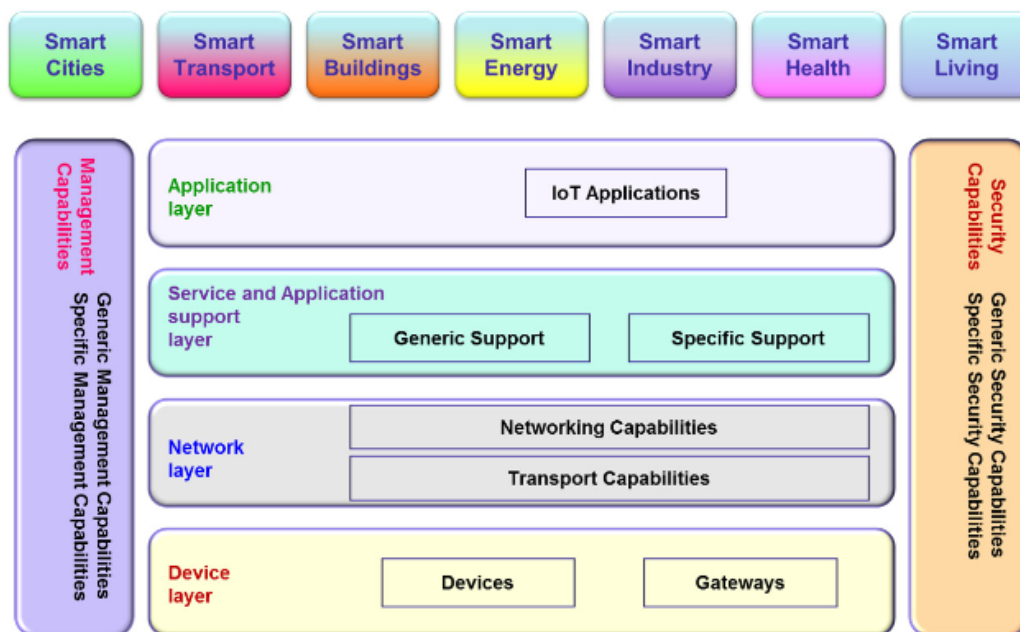 Smart
Cities
Smart
Transport
Smart
Buildings
Smart
Energy
Smart
Industry
Smart
Health
Smart
Living
Management
Capabilities
Generic Management Capabilities
Specific Management Capabilities
Application
layer
IoT Applications
Service and Application
support
layer
Generic Support
Specific Support
Network
layer
Networking Capabilities
Transport Capabilities
Device
layer
Devices
Gateways
Security
Capabilities
Generic Security Capabilities
Specific Security Capabilities